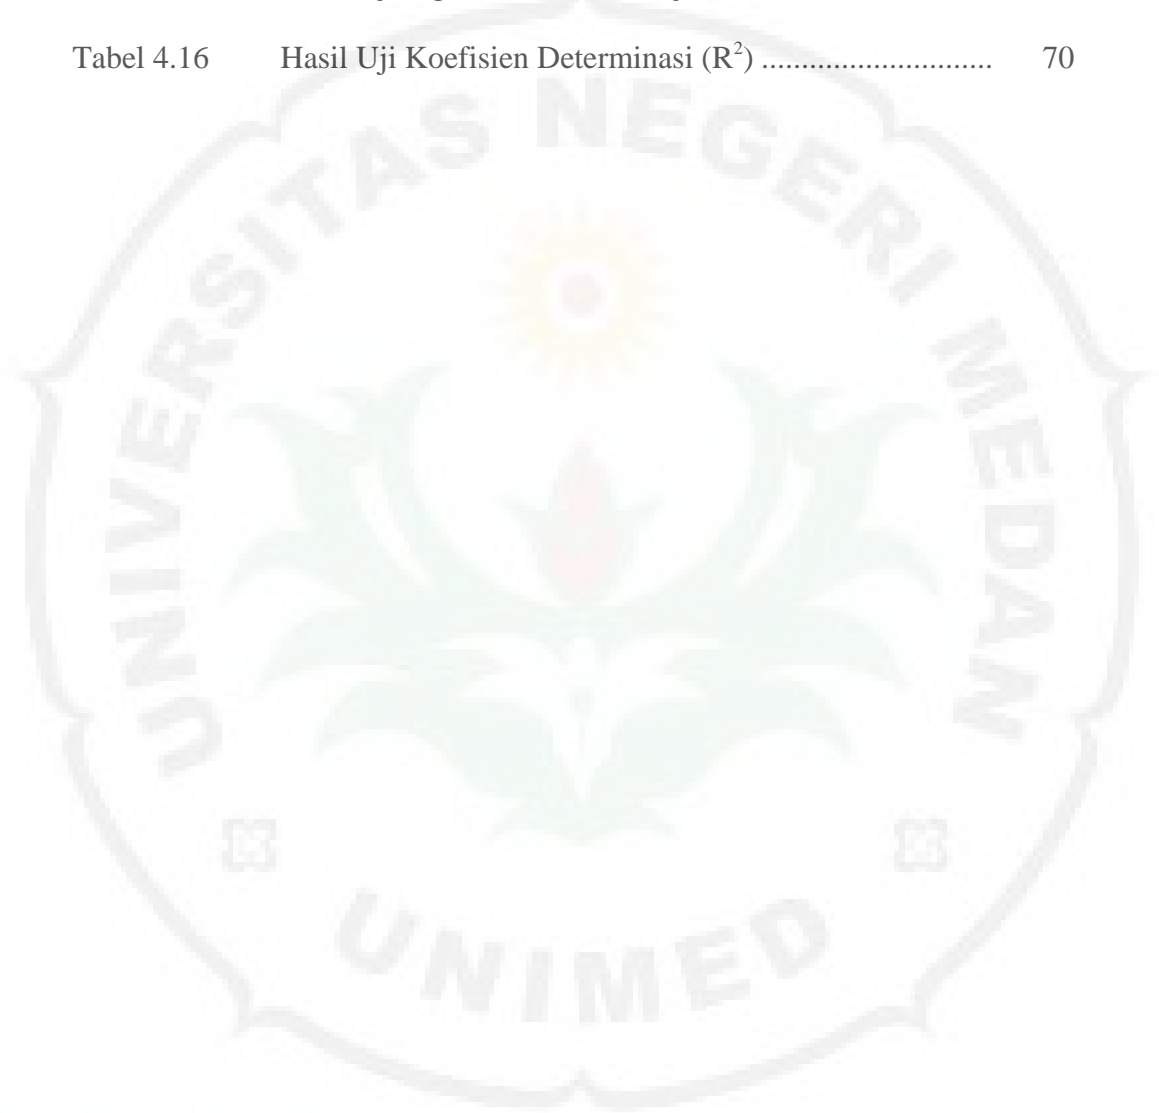 Tabel 4.16 Hasil Uji Koefisien Determinasi (R²) ............................. 70
UNIVERSITAS NEGERI MEDAN
UNIMED